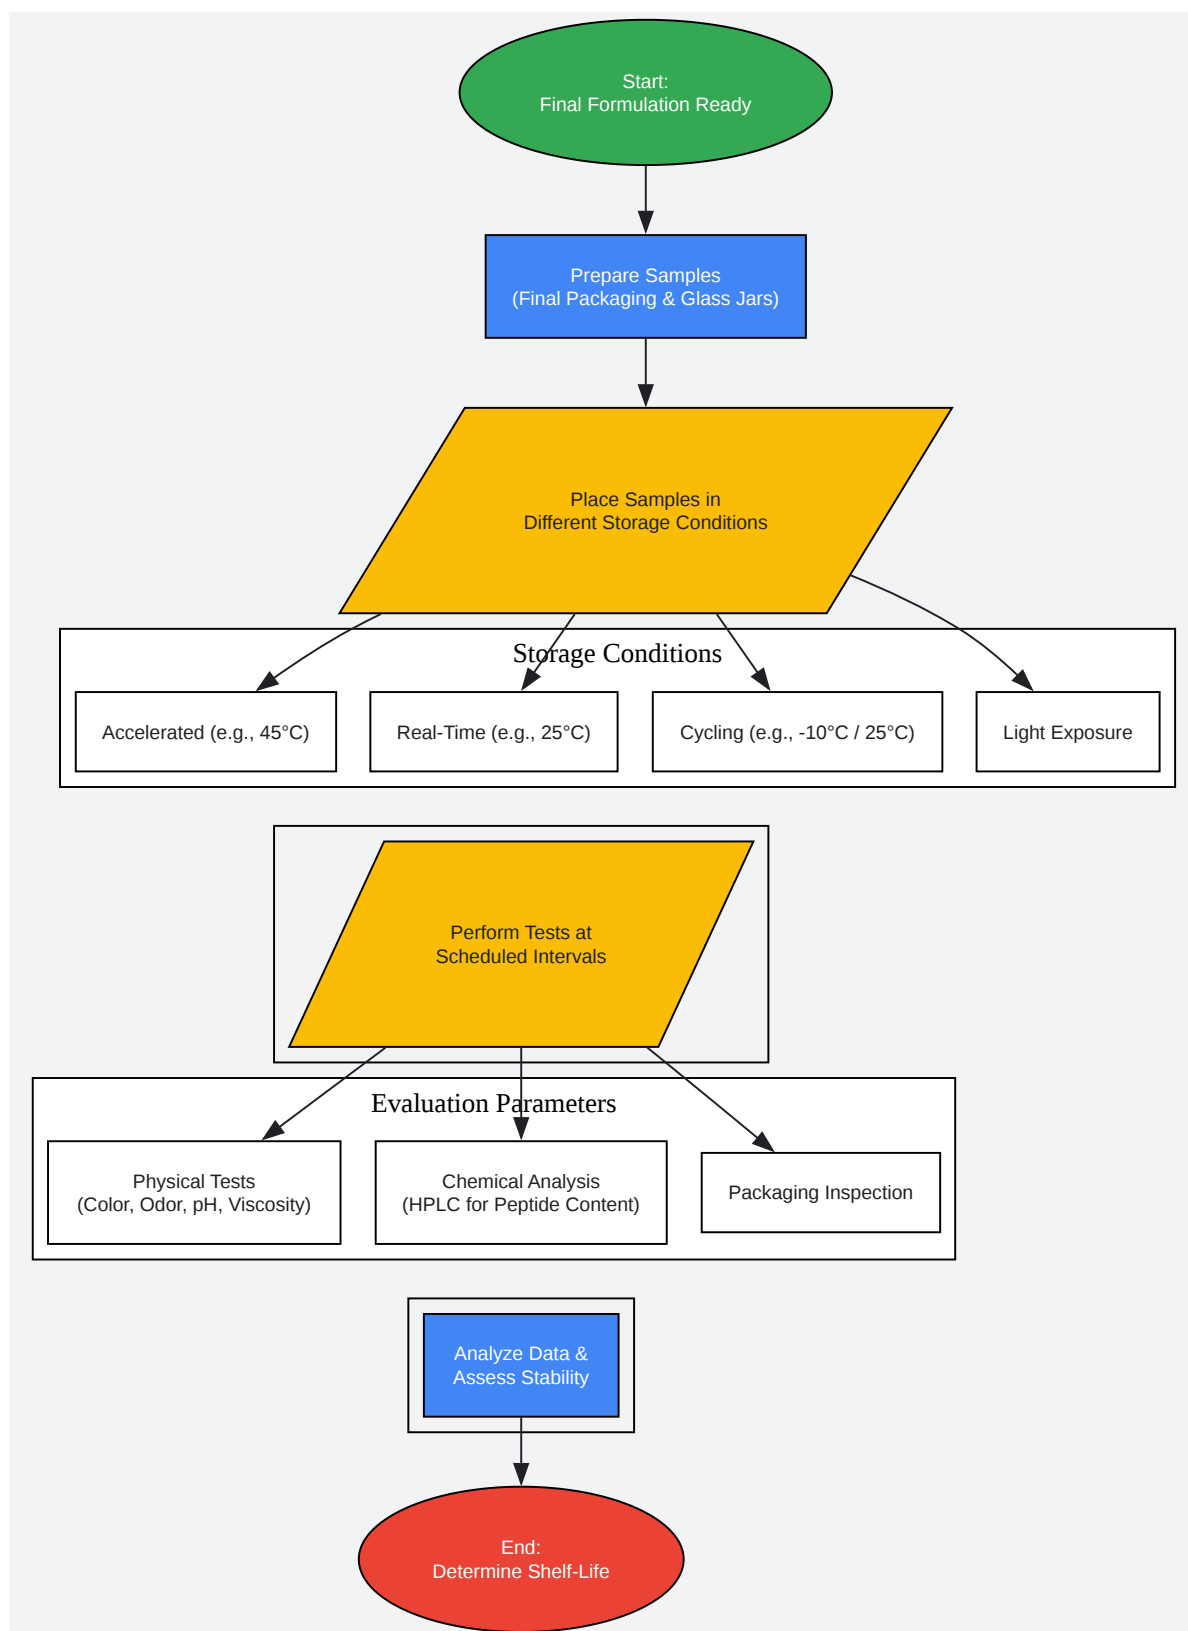 Start:
Final Formulation Ready
Prepare Samples
(Final Packaging & Glass Jars)
Place Samples in
Different Storage Conditions
Storage Conditions
Accelerated (e.g., 45°C)
Real-Time (e.g., 25°C)
Cycling (e.g., -10°C / 25°C)
Light Exposure
Perform Tests at
Scheduled Intervals
Evaluation Parameters
Physical Tests
(Color, Odor, pH, Viscosity)
Chemical Analysis
(HPLC for Peptide Content)
Packaging Inspection
Analyze Data &
Assess Stability
End:
Determine Shelf-Life